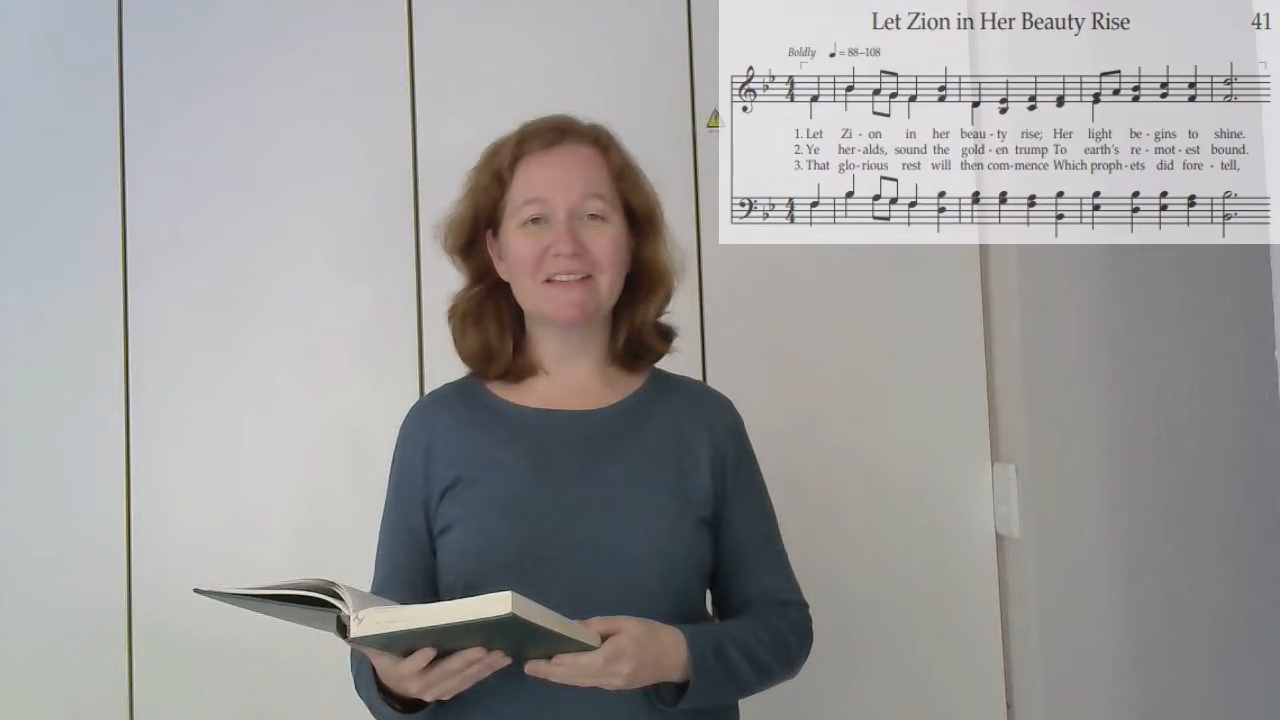 Let Zion in Her Beauty Rise 41
Boldly ♩ = 88–108
1. Let Zi - on in her beau - ty rise; Her light be - gins to shine.
2. Ye her - alds, sound the gold - en trump To earth's re - mot - est bound.
3. That glo - rious rest will then com - mence Which proph - ets did fore - tell,